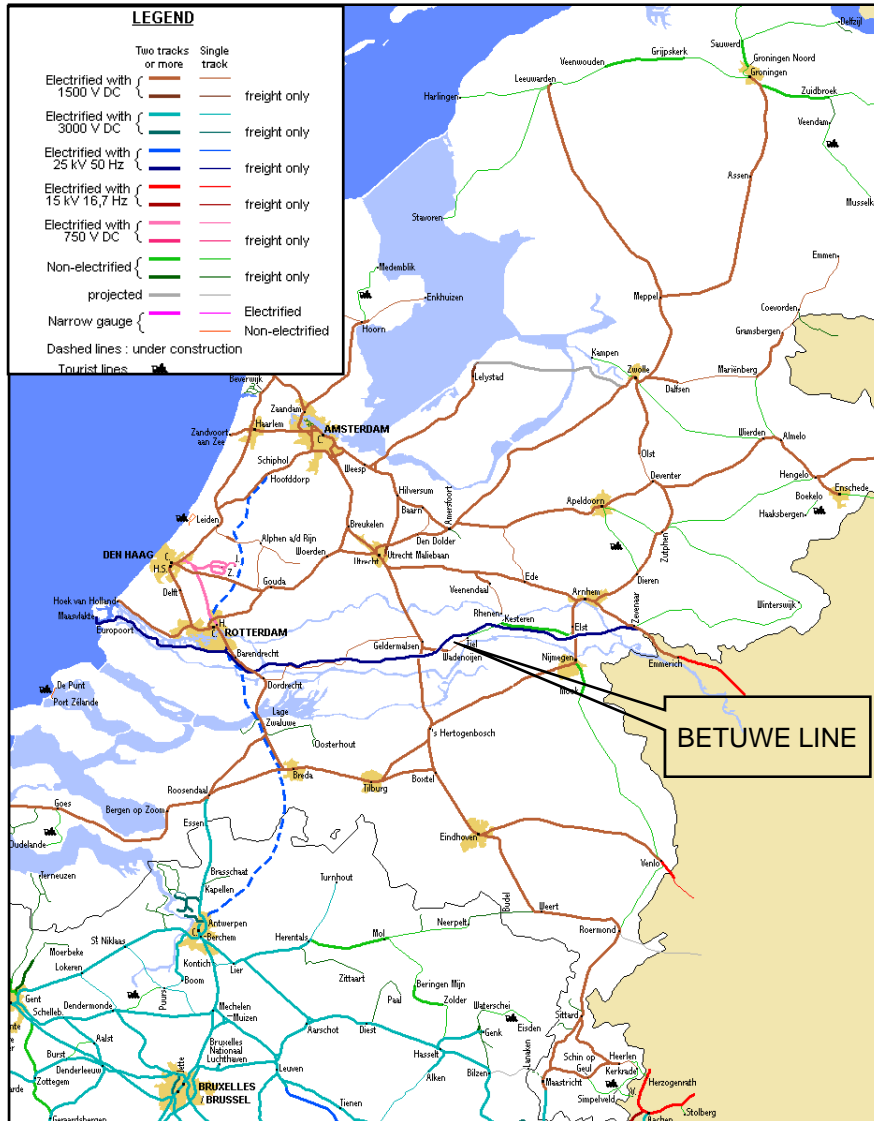 LEGEND
Two tracks or more
Single track
Electrified with 1500 V DC
freight only
Electrified with 3000 V DC
freight only
Electrified with 25 kV 50 Hz
freight only
Electrified with 15 kV 16,7 Hz
freight only
Electrified with 750 V DC
freight only
Non-electrified
freight only
projected
Narrow gauge
Electrified
Non-electrified
Dashed lines : under construction
Tourist lines
Delfzijl
Sauwerd
Groningen Noord
Groningen
Grijpskerk
Veenwouden
Leeuwarden
Harlingen
Zuidbroek
Veendam
Musselk
Assen
Stavoren
Emmen
Medemblik
Enkhuizen
Hoorn
Meppel
Coevorden
Gramsbergen
Kampen
Zwolle
Lelystad
Dalfsen
Mariënberg
Beverwijk
Zaandam
Haarlem
AMSTERDAM
C.
Zandvoort aan Zee
Schiphol
Hoofddorp
Weesp
Wierden
Almelo
Olst
Deventer
Hengelo
Boekelo
Enschede
Haaksbergen
Hilversum
Baarn
Amersfoort
Apeldoorn
Leiden
Breukelen
Den Dolder
Zutphen
Alphen a/d Rijn
Woerden
Utrecht
Utrecht Maliebaan
DEN HAAG
C.
H.S.
Z.
Gouda
Delft
Ede
Dieren
Veenendaal
Arnhem
Zevenaar
Winterswijk
Hoek van Holland
Maasvlakte
Europoort
H.
C.
ROTTERDAM
Rhenen
Kesteren
Elst
Barendrecht
Geldermalsen
Tiel
Wadenoijen
Nijmegen
Emmerich
De Punt
Port Zélande
Dordrecht
Mook
Lage Zwaluwe
BETUWE LINE
's Hertogenbosch
Oosterhout
Breda
Tilburg
Boxtel
Roosendaal
Goes
Bergen op Zoom
Essen
Eindhoven
Oudelande
Venlo
Terneuzen
Brasschaat
Kapellen
Turnhout
Budel
Weert
Antwerpen
C.
Berchem
Neerpelt
Roermond
Moerbeke
St Niklaas
Herentals
Mol
Lokeren
Kontich
Lier
Boom
Zittaart
Beringen Mijn
Gent
Schelleb.
Dendermonde
Puurs
Mechelen
Muizen
Paal
Zolder
Waterschei
Eisden
Sittard
Aarschot
Diest
Genk
Burst
Aalst
Bruxelles Nationaal Luchthaven
Hasselt
Lanaken
Schin op Geul
Heerlen
Kerkrade
Denderleeuw
Leuven
Alken
Bilzen
Maastricht
Herzogenrath
Simpelveld
Zottegem
BRUXELLES / BRUSSEL
Tienen
V.
Stolberg
Geraardsbergen
Aachen